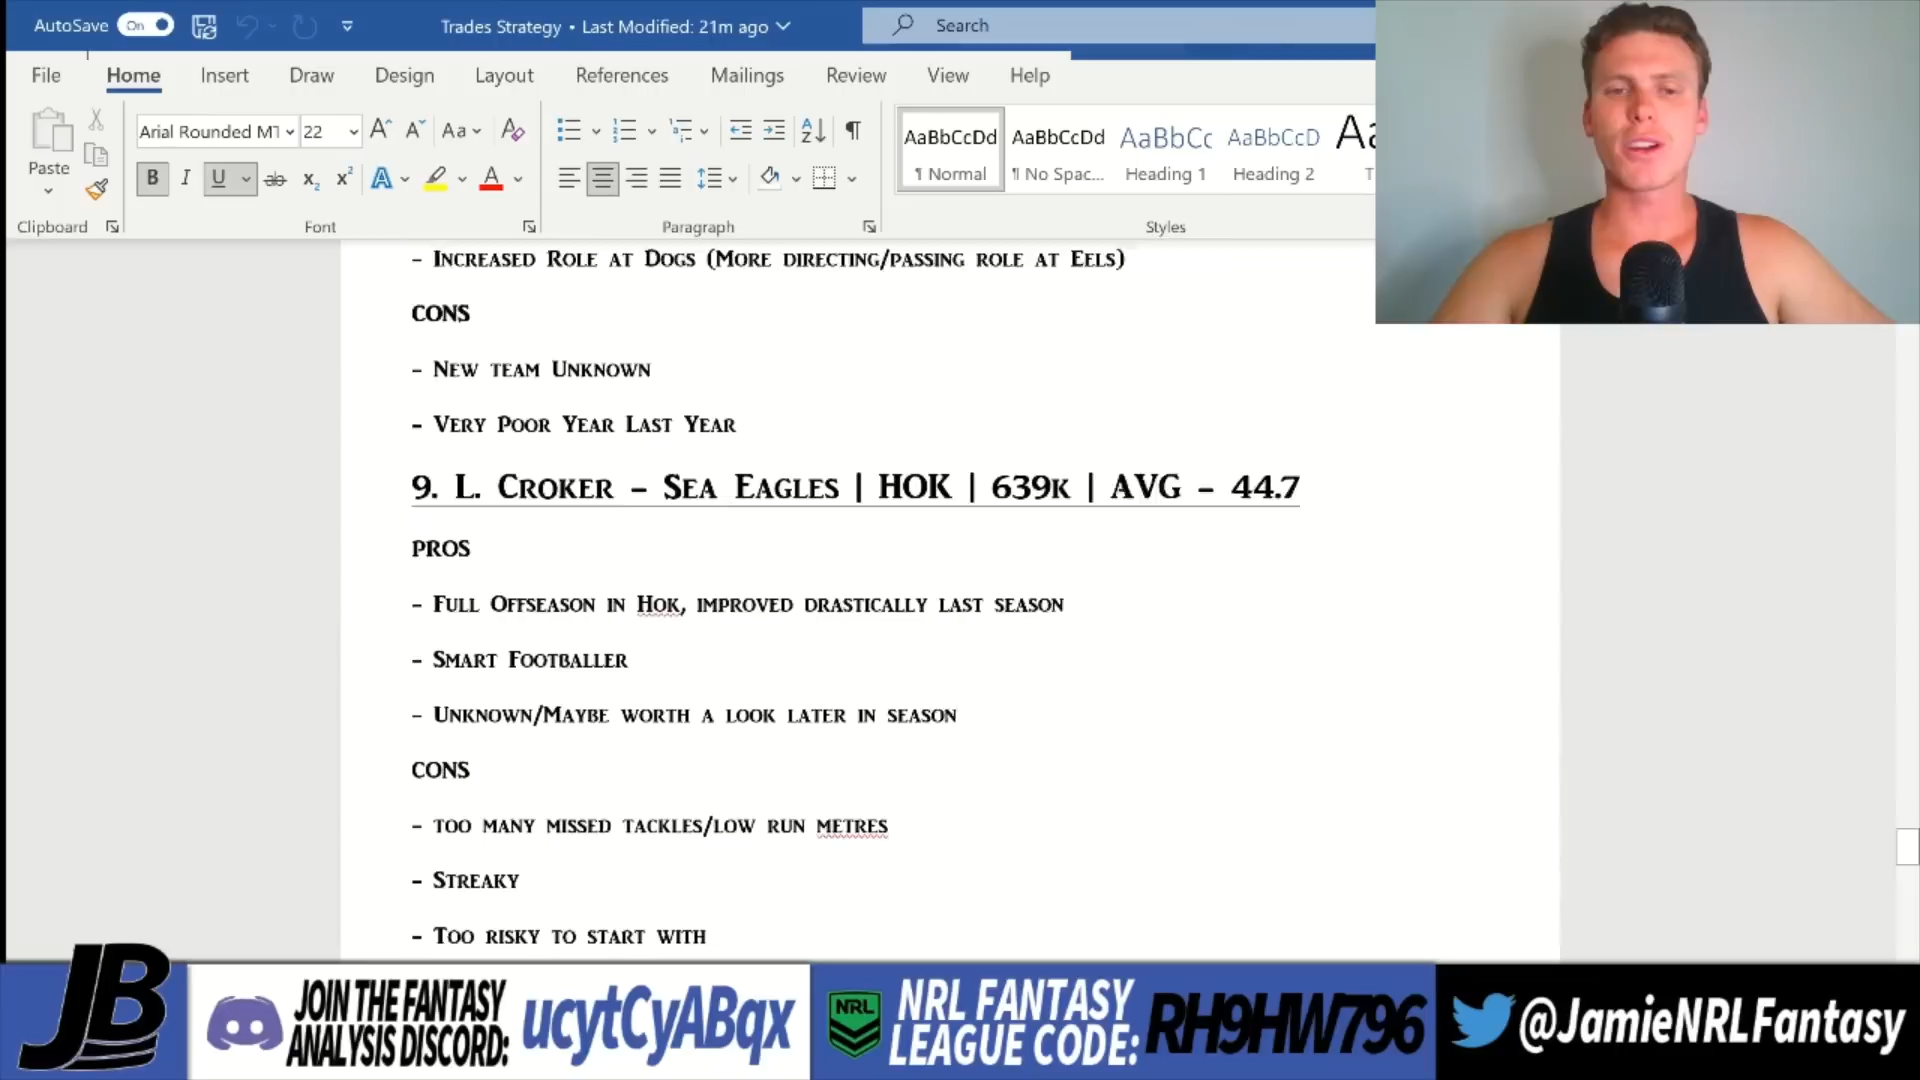 AutoSave On Trades Strategy • Last Modified: 21m ago Search
File Home Insert Draw Design Layout References Mailings Review View Help
Paste
Clipboard
Arial Rounded MT 22
Font
Paragraph
AaBbCcDd AaBbCcDd AaBbCc AaBbCcD
¶ Normal ¶ No Spac... Heading 1 Heading 2
Styles
- Increased Role at Dogs (More directing/passing role at Eels)
CONS
- New team Unknown
- Very Poor Year Last Year
9. L. Croker – Sea Eagles | HOK | 639k | AVG – 44.7
PROS
- Full Offseason in Hok, improved drastically last season
- Smart Footballer
- Unknown/Maybe worth a look later in season
CONS
- too many missed tackles/low run metres
- Streaky
- Too risky to start with
JB
JOIN THE FANTASY
ANALYSIS DISCORD:
ucytCyABqx
NRL
NRL FANTASY
LEAGUE CODE:
RH9HW796
@JamieNRLFantasy